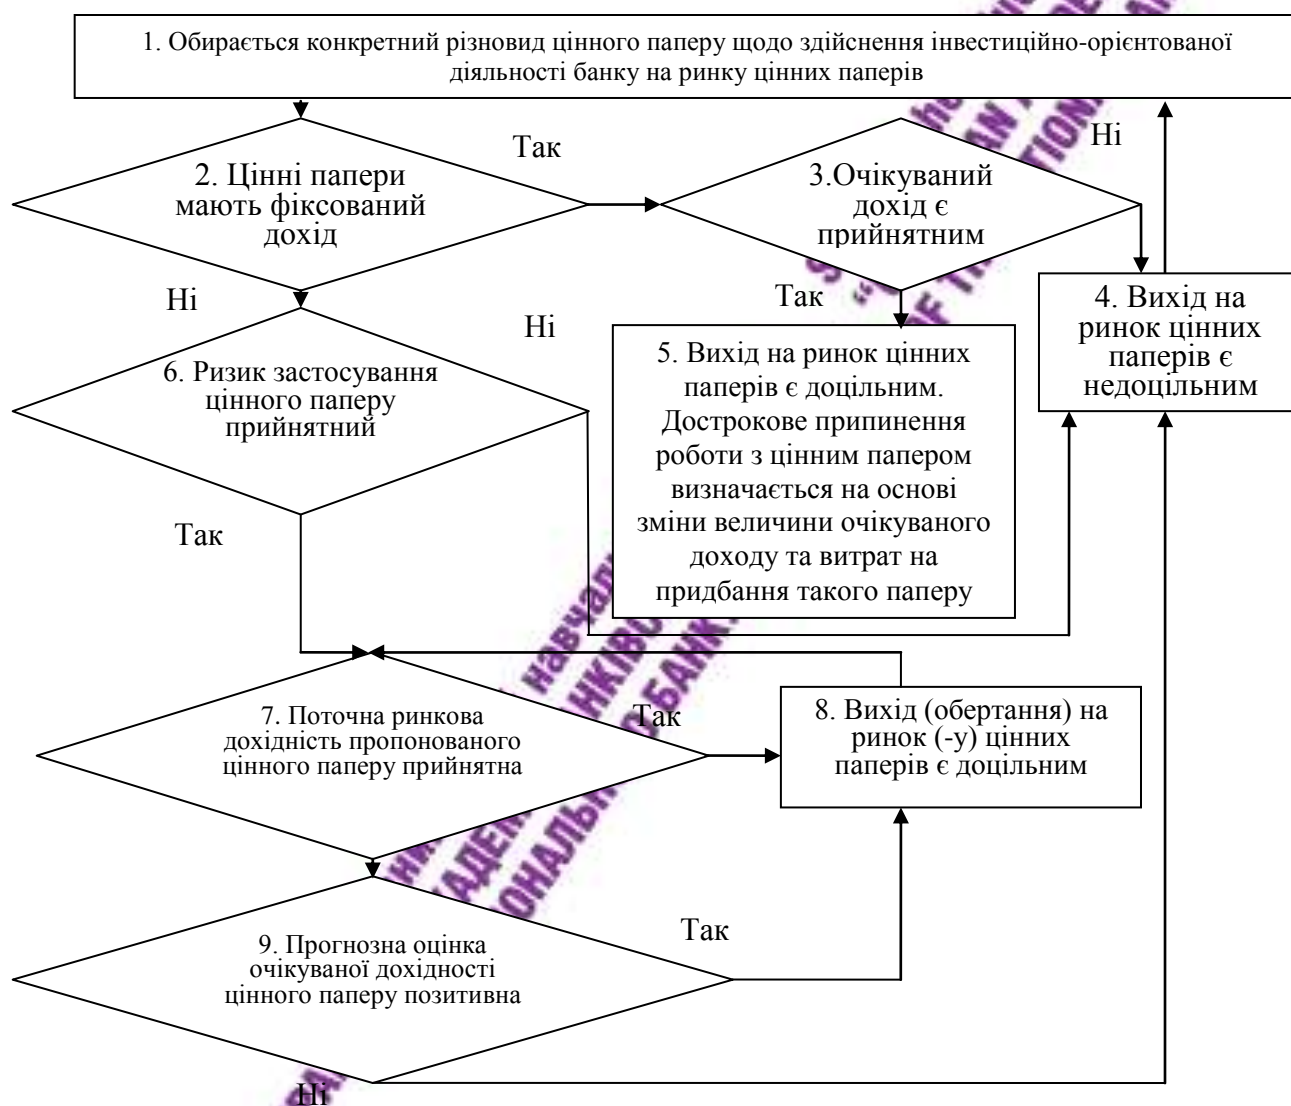 1. Обирається конкретний різновид цінного паперу щодо здійснення інвестиційно-орієнтованої
діяльності банку на ринку цінних паперів
Так
Ні
2. Цінні папери
мають фіксований
дохід
3.Очікуваний
дохід є
прийнятним
Ні
Так
4. Вихід на
ринок цінних
паперів є
недоцільним
Ні
5. Вихід на ринок цінних
паперів є доцільним.
Дострокове припинення
роботи з цінним папером
визначається на основі
зміни величини очікуваного
доходу та витрат на
придбання такого паперу
6. Ризик застосування
цінного паперу
прийнятний
Так
7. Поточна ринкова
дохідність пропонованого
цінного паперу прийнятна
Так
8. Вихід (обертання) на
ринок (-у) цінних
паперів є доцільним
9. Прогнозна оцінка
очікуваної дохідності
цінного паперу позитивна
Так
Ні